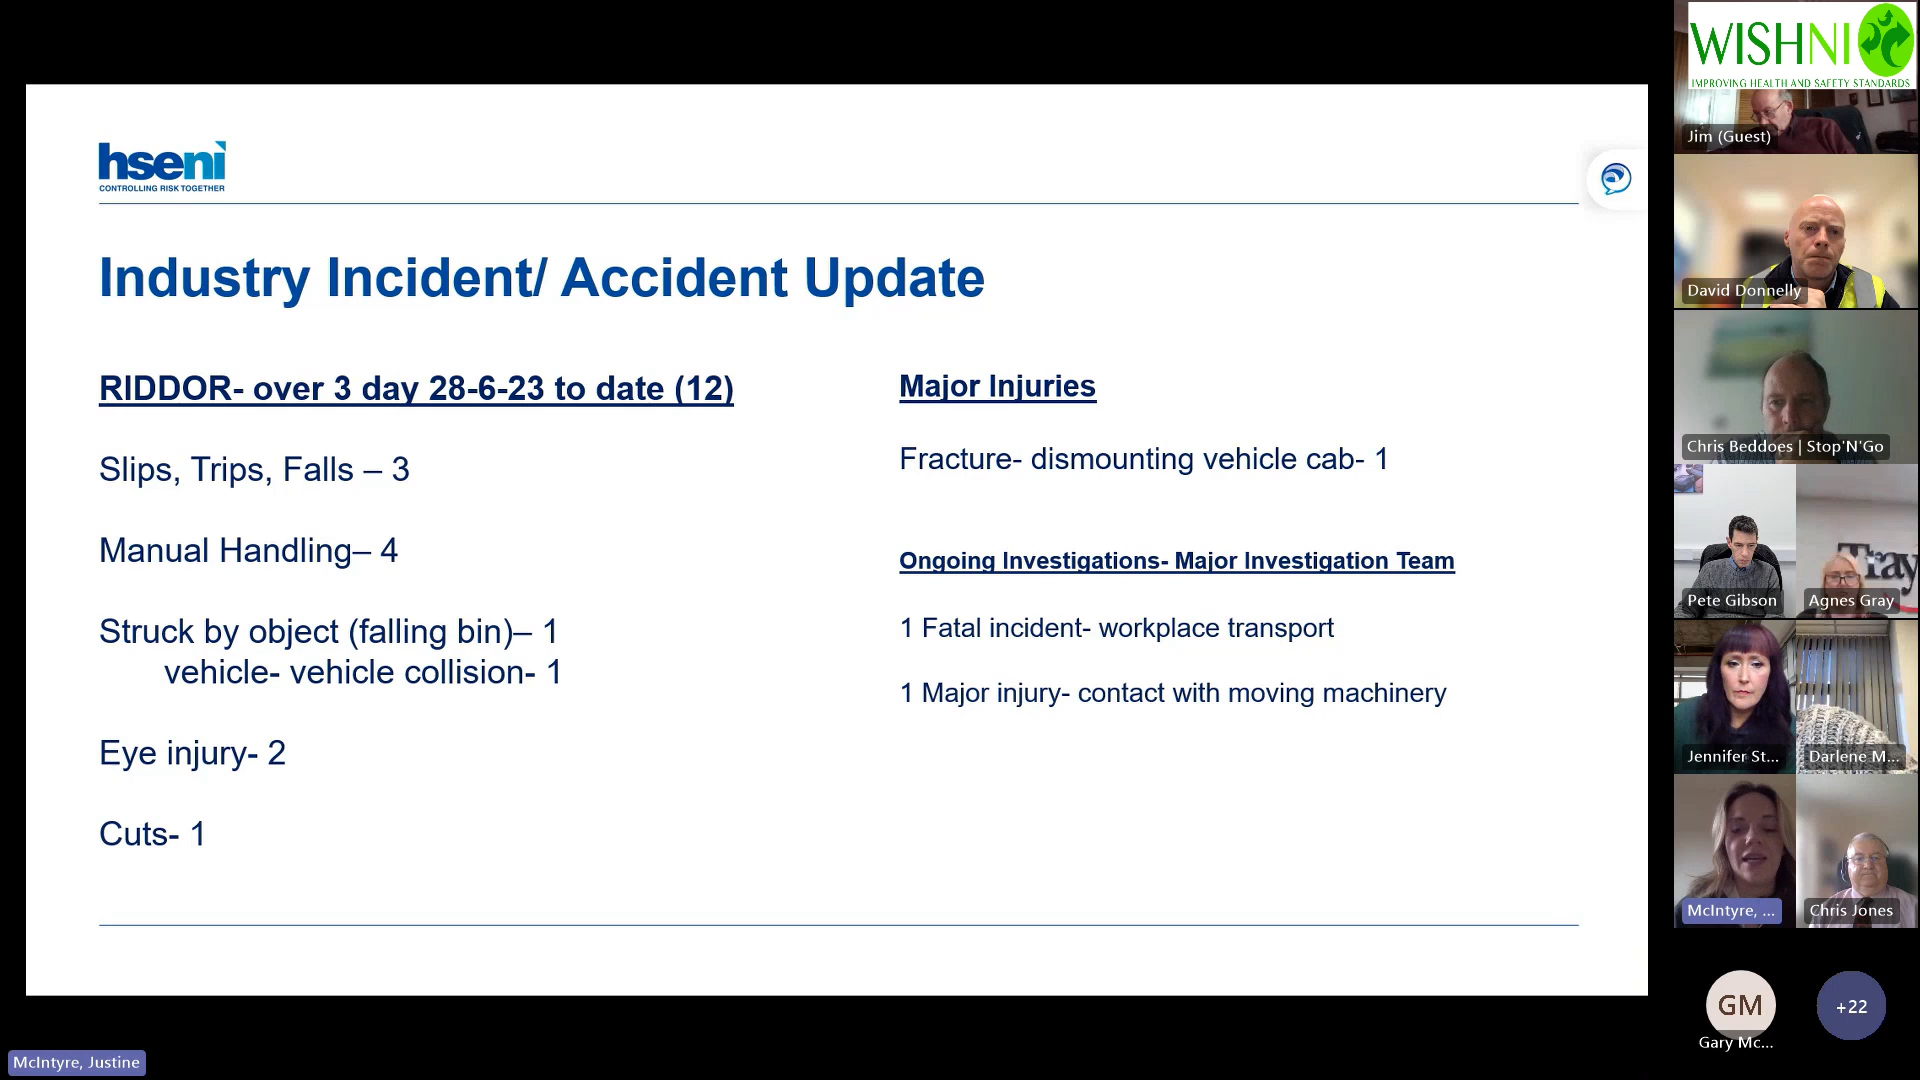 hseni
CONTROLLING RISK TOGETHER
Industry Incident/ Accident Update
RIDDOR- over 3 day 28-6-23 to date (12)
Slips, Trips, Falls – 3
Manual Handling– 4
Struck by object (falling bin)– 1
vehicle- vehicle collision- 1
Eye injury- 2
Cuts- 1
Major Injuries
Fracture- dismounting vehicle cab- 1
Ongoing Investigations- Major Investigation Team
1 Fatal incident- workplace transport
1 Major injury- contact with moving machinery
WISHNI
IMPROVING HEALTH AND SAFETY STANDARDS
Jim (Guest)
David Donnelly
Chris Beddoes | Stop'N'Go
Tray
Pete Gibson
Agnes Gray
Jennifer St...
Darlene M...
McIntyre, ...
Chris Jones
GM
+22
Gary Mc...
McIntyre, Justine